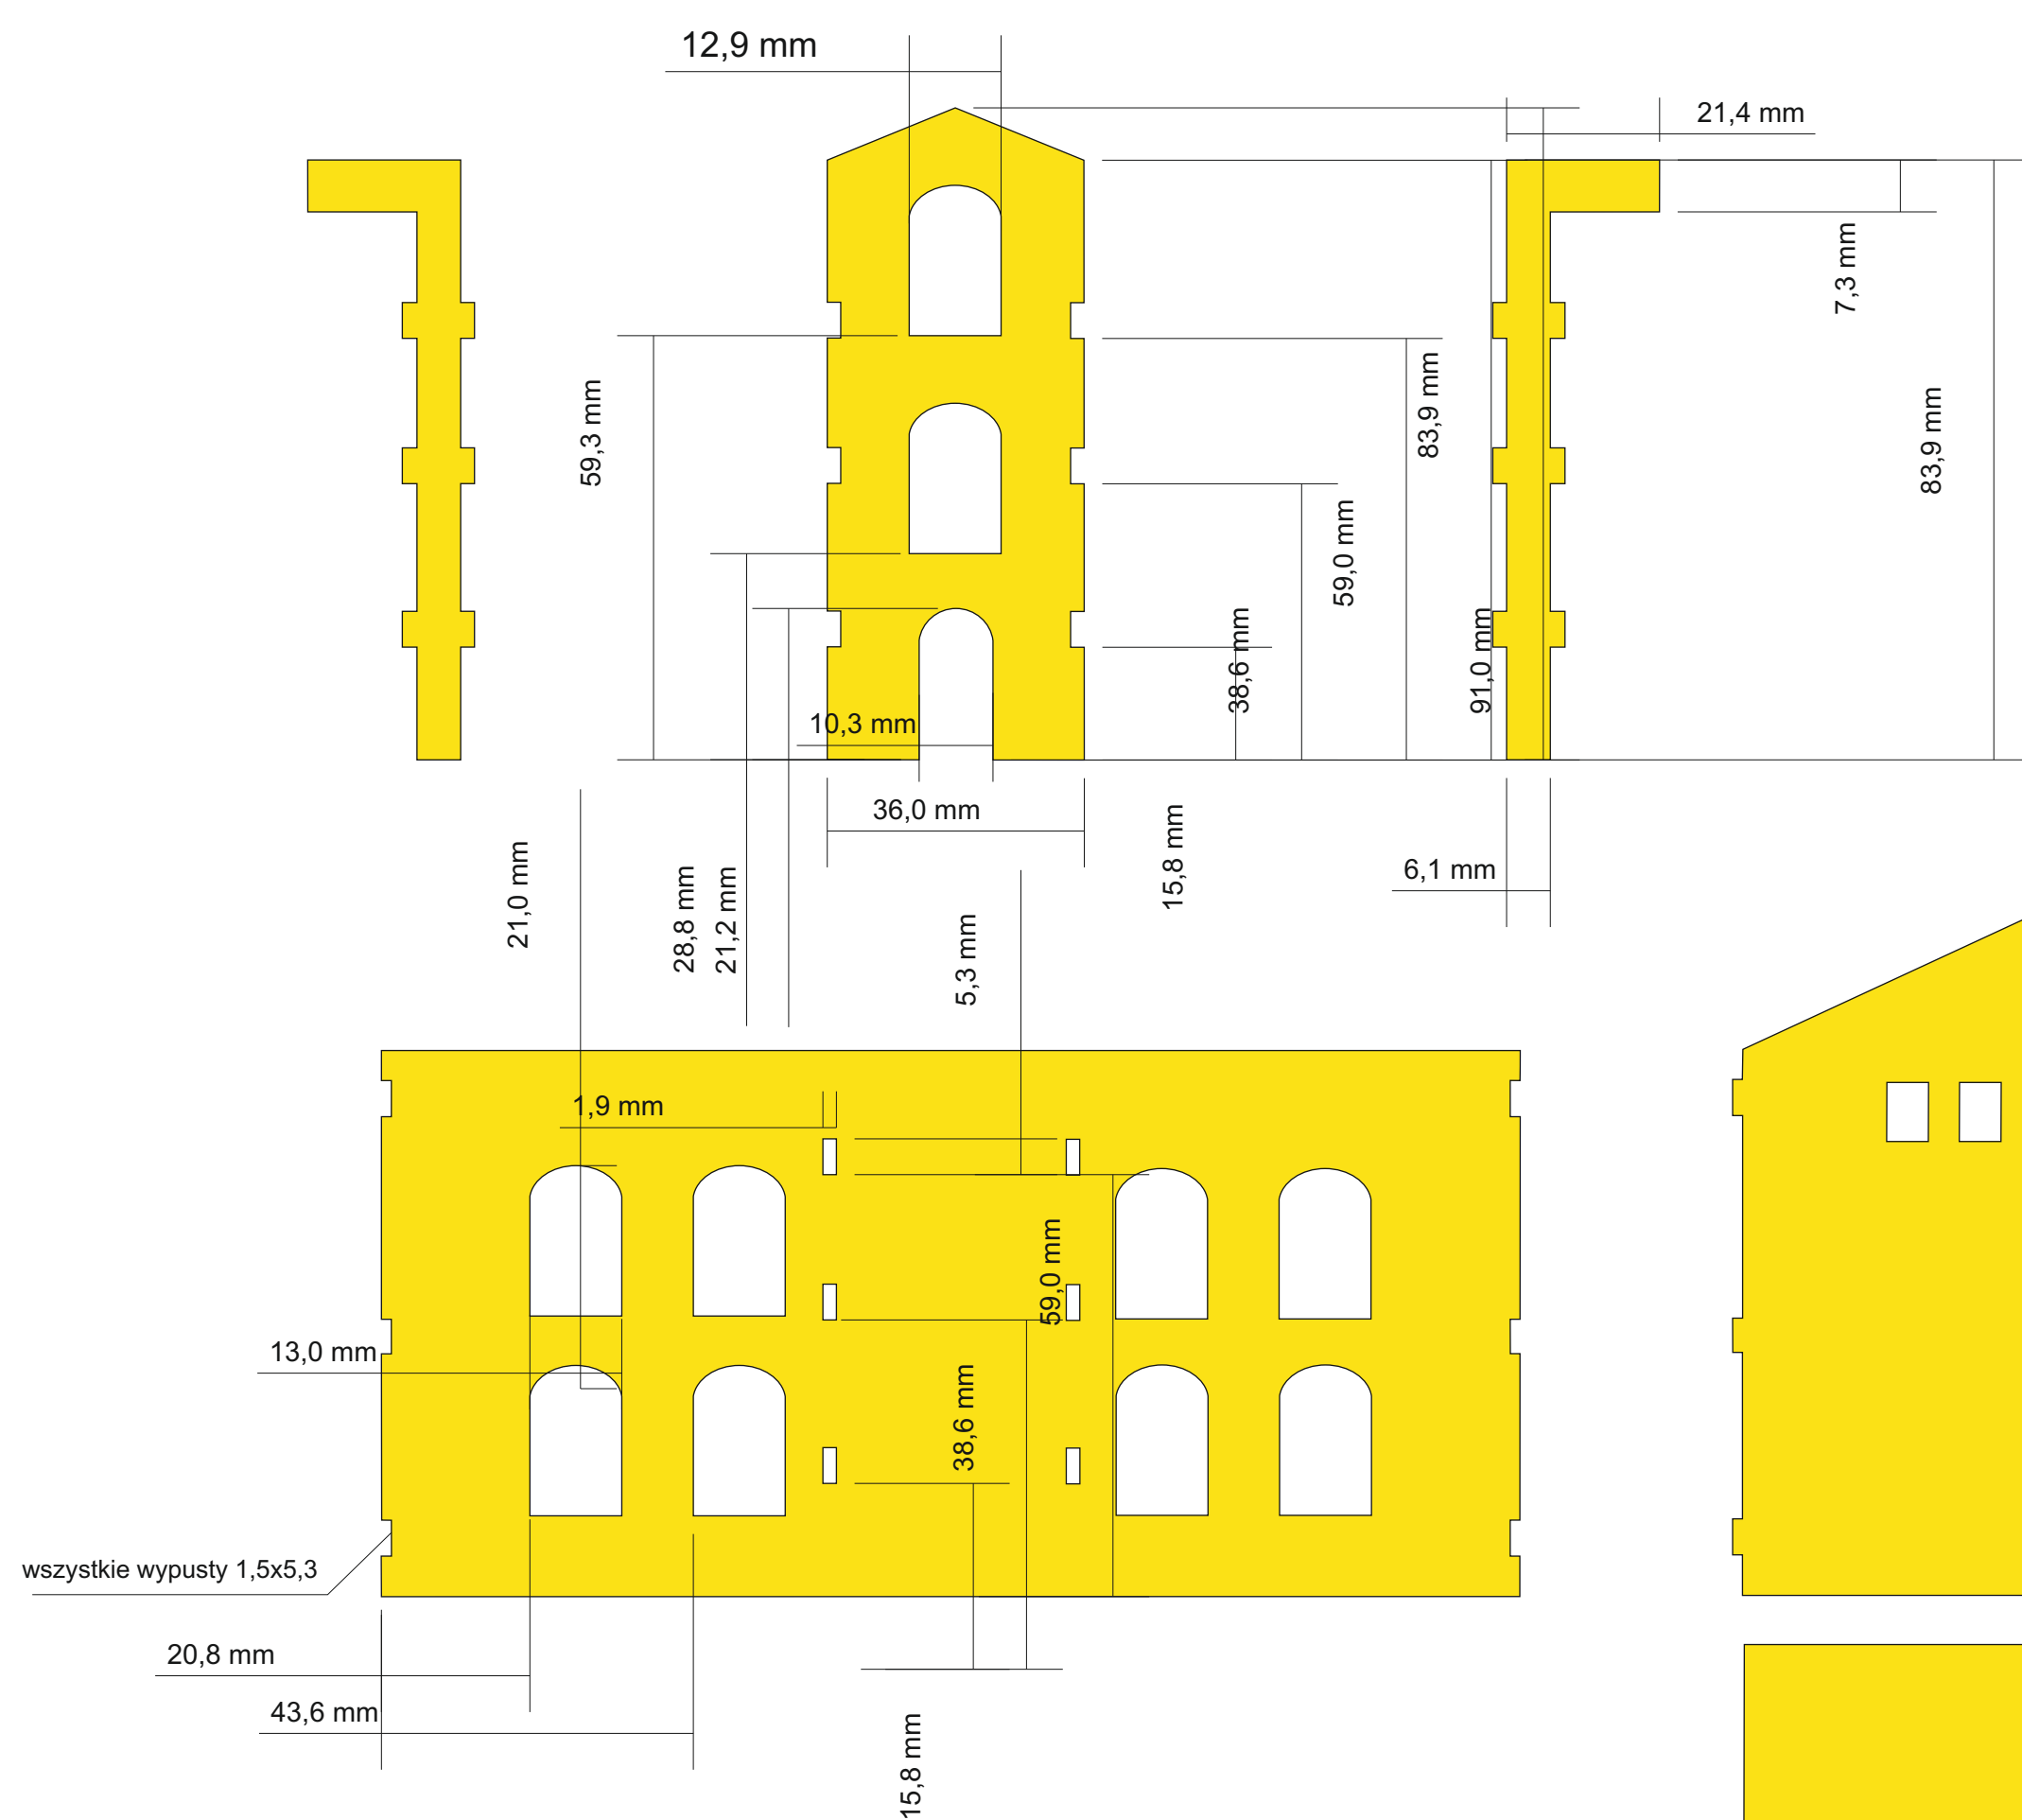 12,9 mm
21,4 mm
7,3 mm
59,3 mm
83,9 mm
83,9 mm
59,0 mm
38,6 mm
91,0 mm
10,3 mm
36,0 mm
15,8 mm
6,1 mm
21,0 mm
28,8 mm
21,2 mm
5,3 mm
1,9 mm
59,0 mm
13,0 mm
38,6 mm
wszystkie wypusty 1,5x5,3
20,8 mm
43,6 mm
15,8 mm